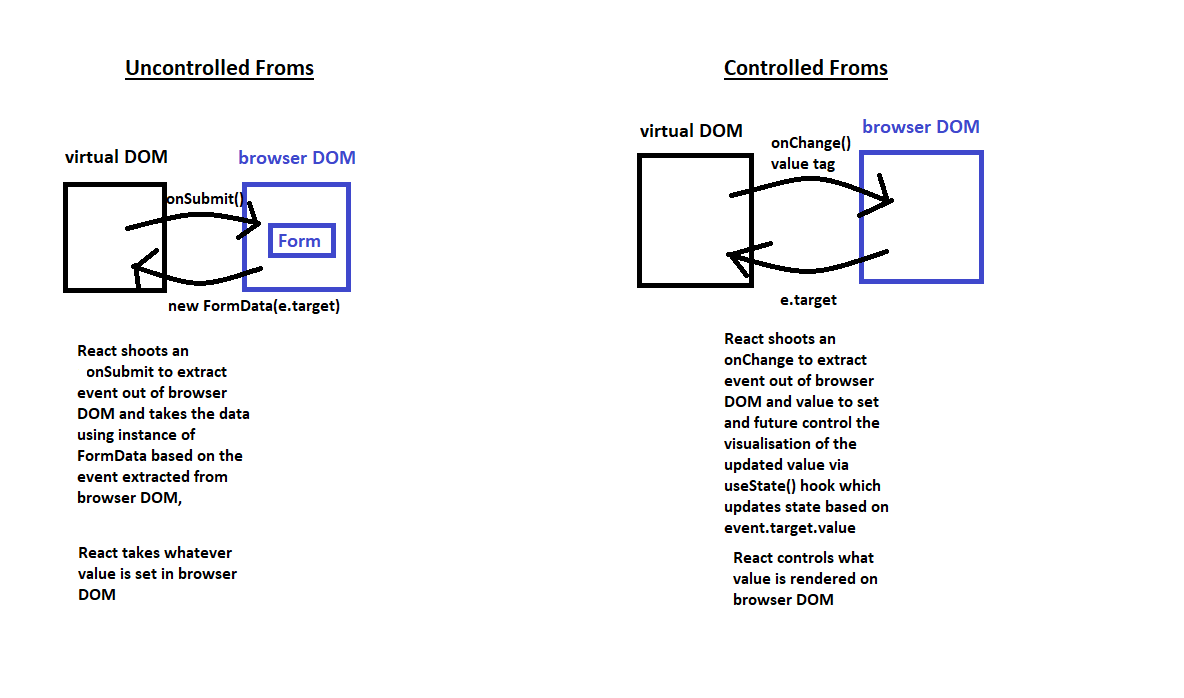 Uncontrolled Froms
virtual DOM
browser DOM
onSubmit()
Form
new FormData(e.target)
React shoots an
onSubmit to extract
event out of browser
DOM and takes the data
using instance of
FormData based on the
event extracted from
browser DOM,
React takes whatever
value is set in browser
DOM
Controlled Froms
virtual DOM
onChange()
value tag
browser DOM
e.target
React shoots an
onChange to extract
event out of browser
DOM and value to set
and future control the
visualisation of the
updated value via
useState() hook which
updates state based on
event.target.value
React controls what
value is rendered on
browser DOM